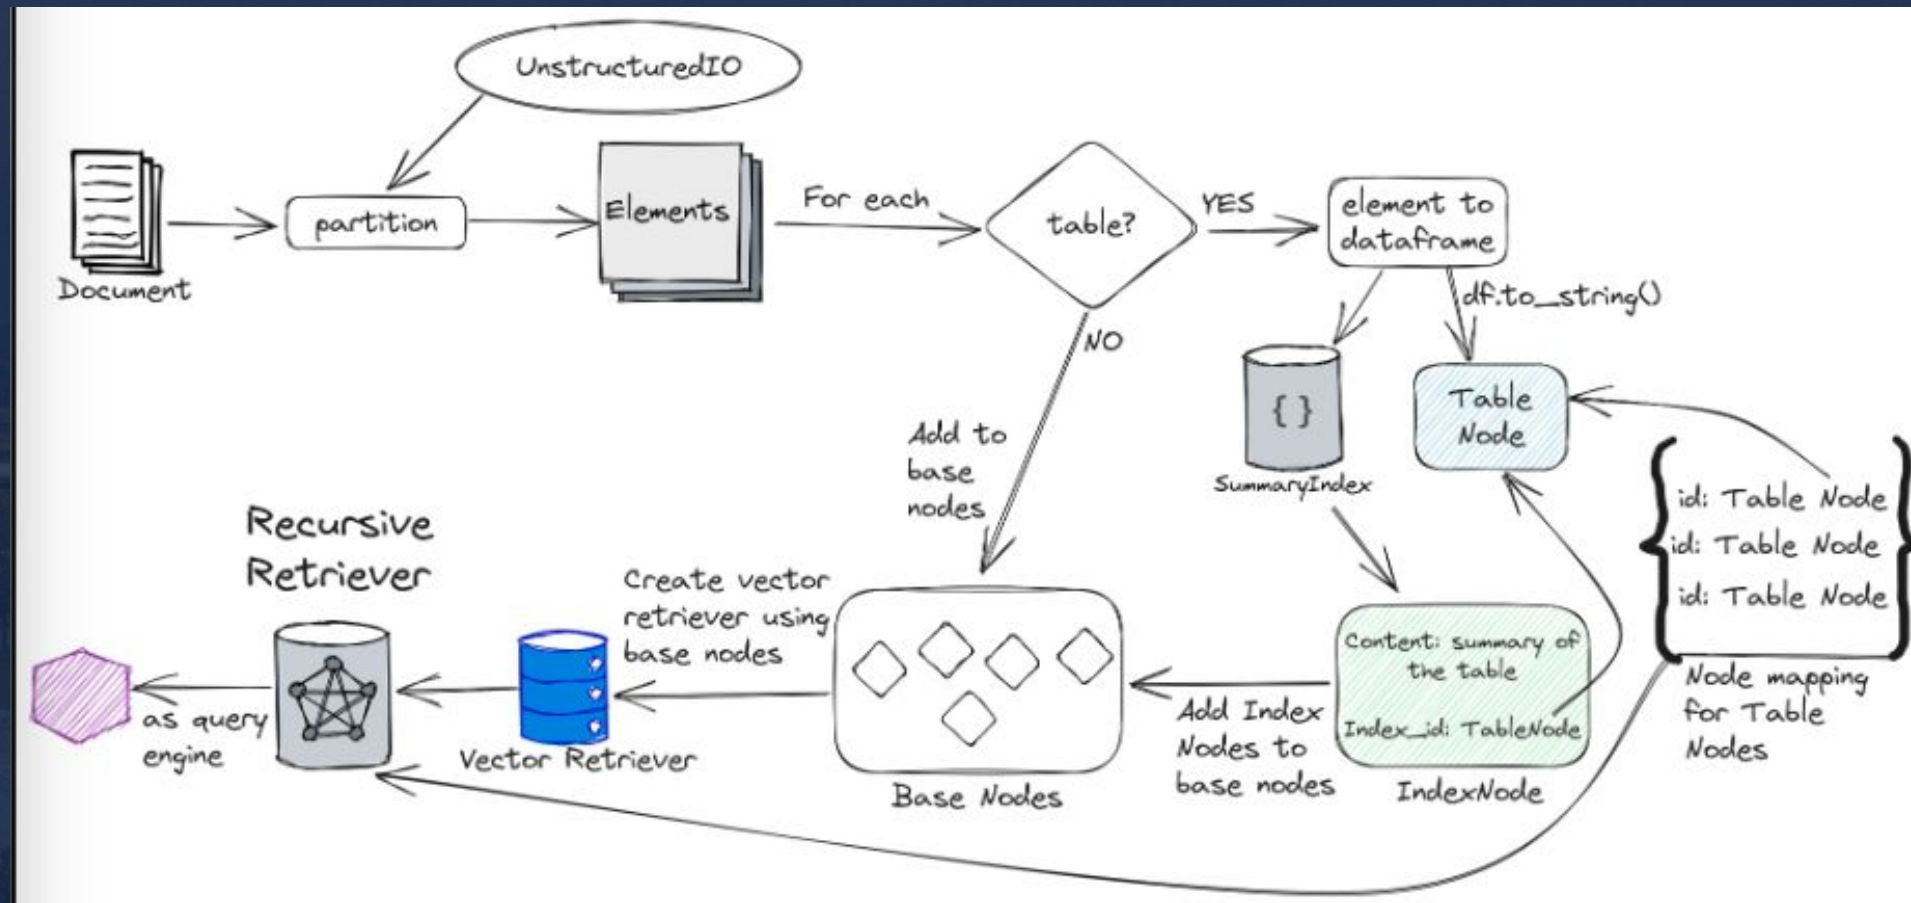 UnstructuredIO
Document
partition
Elements
For each
table?
YES
element to
dataframe
df.to_string()
NO
Add to
base
nodes
{ }
SummaryIndex
Table
Node
id: Table Node
id: Table Node
id: Table Node
Node mapping
for Table
Nodes
Content: summary of
the table
Index_id: TableNode
IndexNode
Add Index
Nodes to
base nodes
Base Nodes
Create vector
retriever using
base nodes
Vector Retriever
Recursive
Retriever
as query
engine